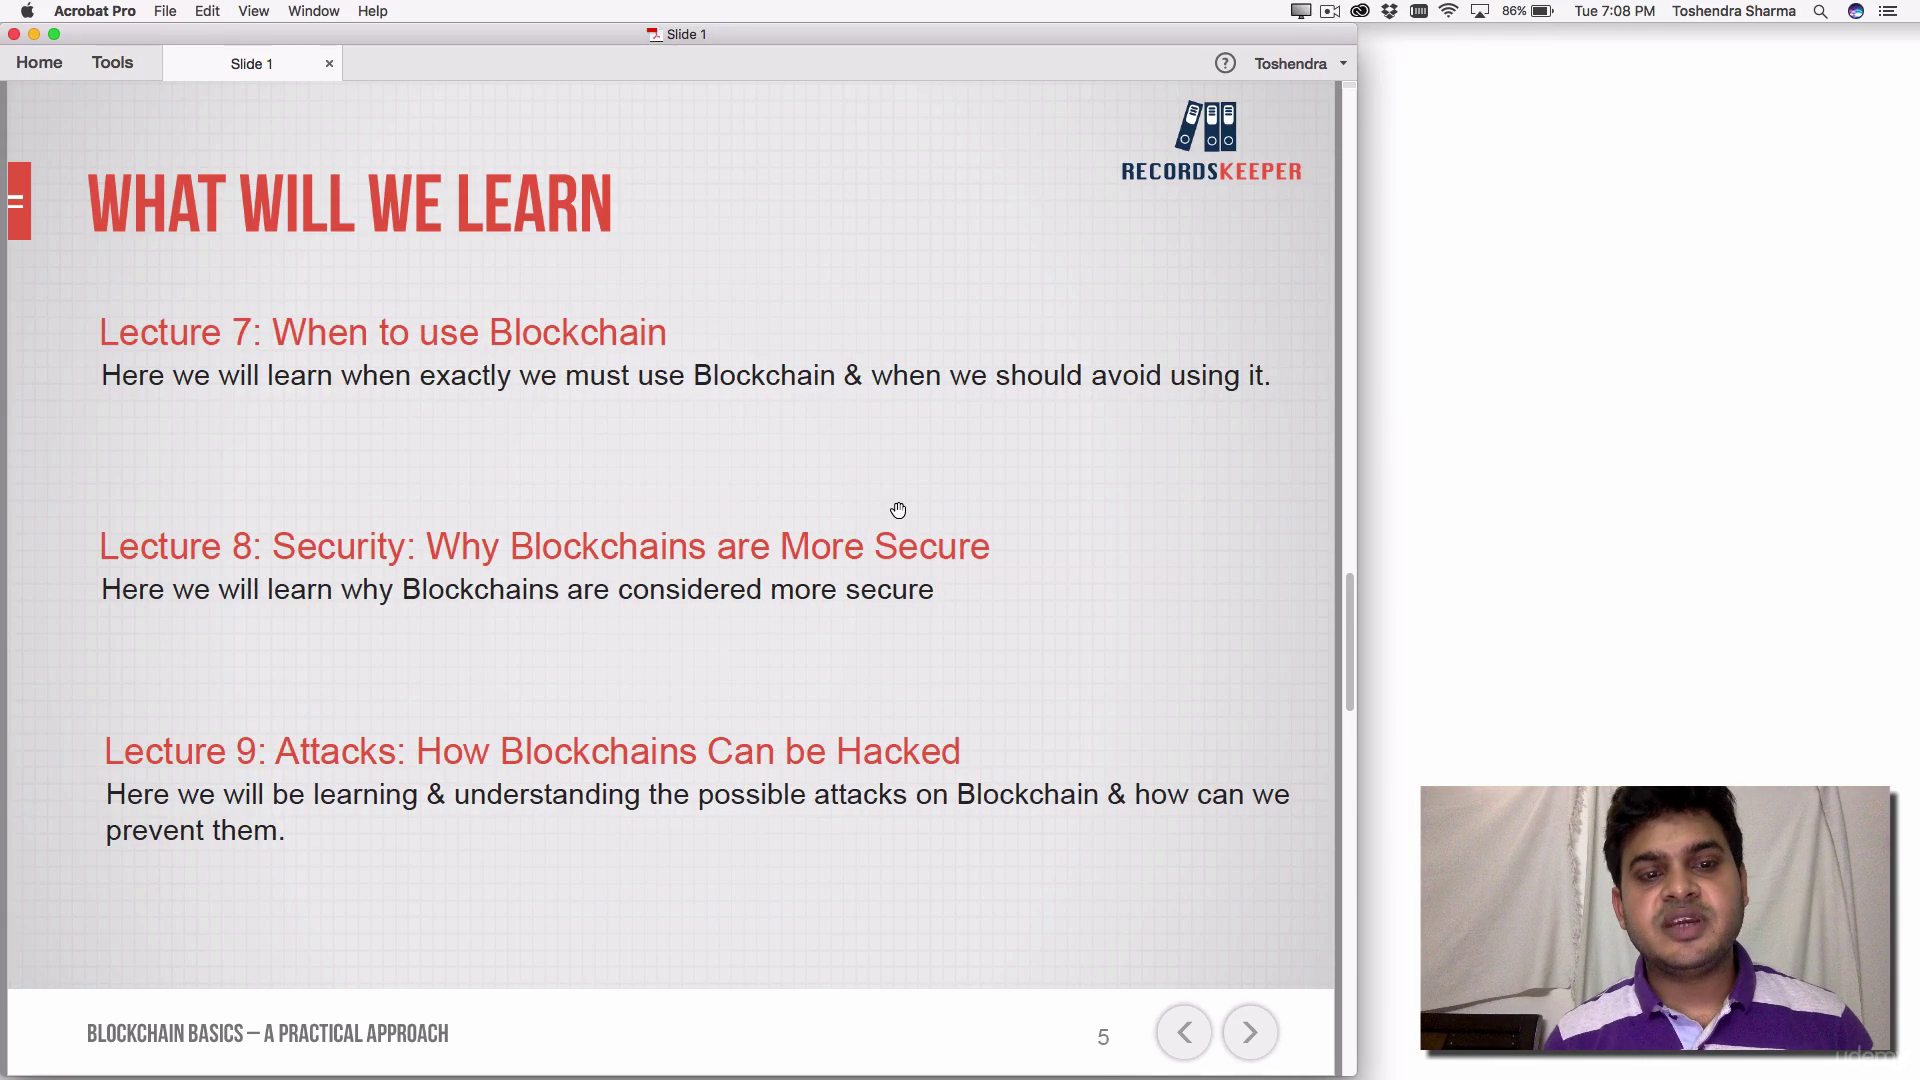 Acrobat Pro File Edit View Window Help 86% Tue 7:08 PM Toshendra Sharma
Slide 1
Home Tools Slide 1 × ? Toshendra
RECORDSKEEPER
WHAT WILL WE LEARN
Lecture 7: When to use Blockchain
Here we will learn when exactly we must use Blockchain & when we should avoid using it.
Lecture 8: Security: Why Blockchains are More Secure
Here we will learn why Blockchains are considered more secure
Lecture 9: Attacks: How Blockchains Can be Hacked
Here we will be learning & understanding the possible attacks on Blockchain & how can we
prevent them.
BLOCKCHAIN BASICS – A PRACTICAL APPROACH
5
udemy